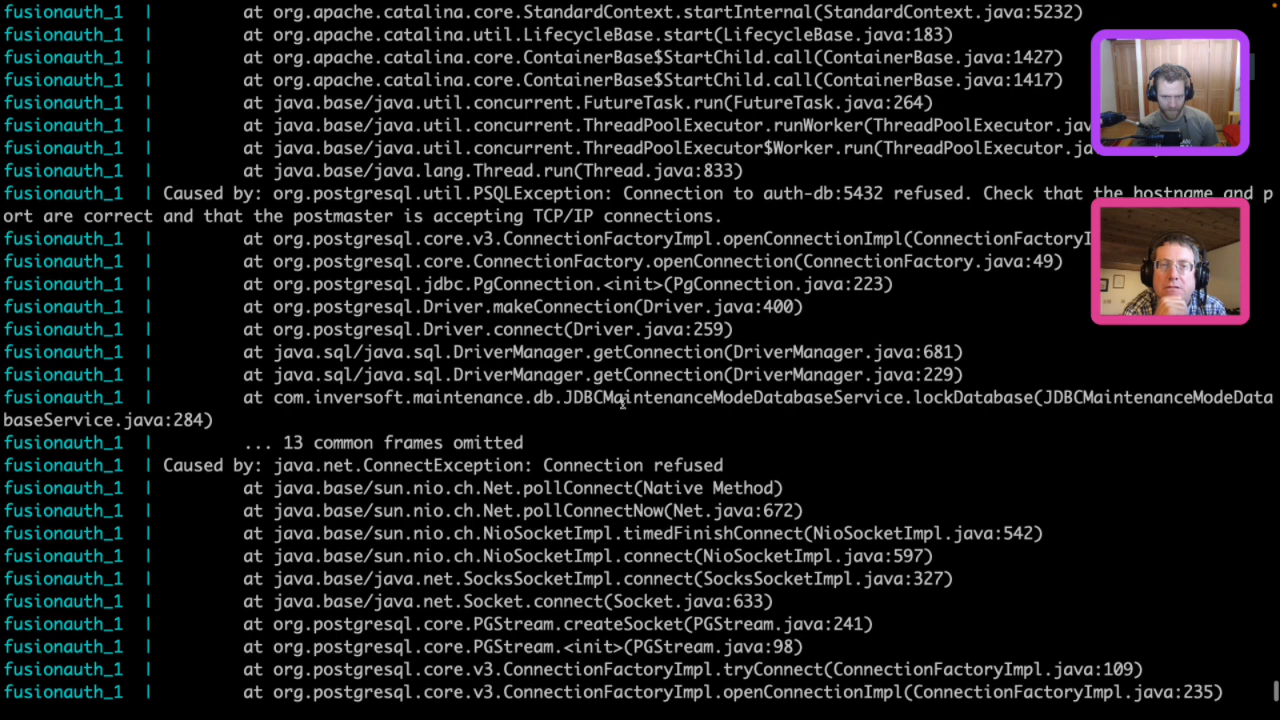 fusionauth_1  |         at org.apache.catalina.core.StandardContext.startInternal(StandardContext.java:5232)
fusionauth_1  |         at org.apache.catalina.util.LifecycleBase.start(LifecycleBase.java:183)
fusionauth_1  |         at org.apache.catalina.core.ContainerBase$StartChild.call(ContainerBase.java:1427)
fusionauth_1  |         at org.apache.catalina.core.ContainerBase$StartChild.call(ContainerBase.java:1417)
fusionauth_1  |         at java.base/java.util.concurrent.FutureTask.run(FutureTask.java:264)
fusionauth_1  |         at java.base/java.util.concurrent.ThreadPoolExecutor.runWorker(ThreadPoolExecutor.jav
fusionauth_1  |         at java.base/java.util.concurrent.ThreadPoolExecutor$Worker.run(ThreadPoolExecutor.ja
fusionauth_1  |         at java.base/java.lang.Thread.run(Thread.java:833)
fusionauth_1  | Caused by: org.postgresql.util.PSQLException: Connection to auth-db:5432 refused. Check that the hostname and p
ort are correct and that the postmaster is accepting TCP/IP connections.
fusionauth_1  |         at org.postgresql.core.v3.ConnectionFactoryImpl.openConnectionImpl(ConnectionFactoryI
fusionauth_1  |         at org.postgresql.core.ConnectionFactory.openConnection(ConnectionFactory.java:49)
fusionauth_1  |         at org.postgresql.jdbc.PgConnection.<init>(PgConnection.java:223)
fusionauth_1  |         at org.postgresql.Driver.makeConnection(Driver.java:400)
fusionauth_1  |         at org.postgresql.Driver.connect(Driver.java:259)
fusionauth_1  |         at java.sql/java.sql.DriverManager.getConnection(DriverManager.java:681)
fusionauth_1  |         at java.sql/java.sql.DriverManager.getConnection(DriverManager.java:229)
fusionauth_1  |         at com.inversoft.maintenance.db.JDBCMaintenanceModeDatabaseService.lockDatabase(JDBCMaintenanceModeData
baseService.java:284)
fusionauth_1  |         ... 13 common frames omitted
fusionauth_1  | Caused by: java.net.ConnectException: Connection refused
fusionauth_1  |         at java.base/sun.nio.ch.Net.pollConnect(Native Method)
fusionauth_1  |         at java.base/sun.nio.ch.Net.pollConnectNow(Net.java:672)
fusionauth_1  |         at java.base/sun.nio.ch.NioSocketImpl.timedFinishConnect(NioSocketImpl.java:542)
fusionauth_1  |         at java.base/sun.nio.ch.NioSocketImpl.connect(NioSocketImpl.java:597)
fusionauth_1  |         at java.base/java.net.SocksSocketImpl.connect(SocksSocketImpl.java:327)
fusionauth_1  |         at java.base/java.net.Socket.connect(Socket.java:633)
fusionauth_1  |         at org.postgresql.core.PGStream.createSocket(PGStream.java:241)
fusionauth_1  |         at org.postgresql.core.PGStream.<init>(PGStream.java:98)
fusionauth_1  |         at org.postgresql.core.v3.ConnectionFactoryImpl.tryConnect(ConnectionFactoryImpl.java:109)
fusionauth_1  |         at org.postgresql.core.v3.ConnectionFactoryImpl.openConnectionImpl(ConnectionFactoryImpl.java:235)